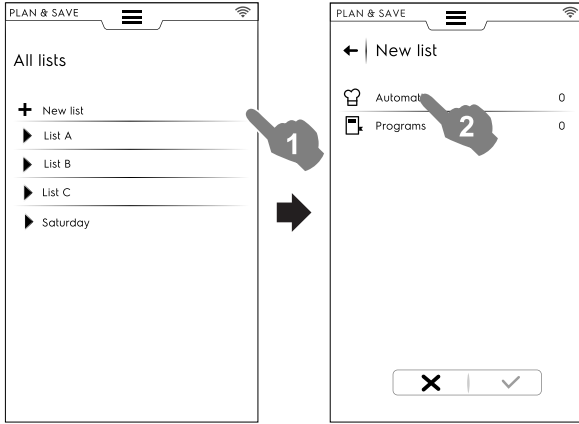 PLAN & SAVE
All lists
New list
List A
List B
List C
Saturday
1
PLAN & SAVE
New list
Automat 0
Programs 0
2